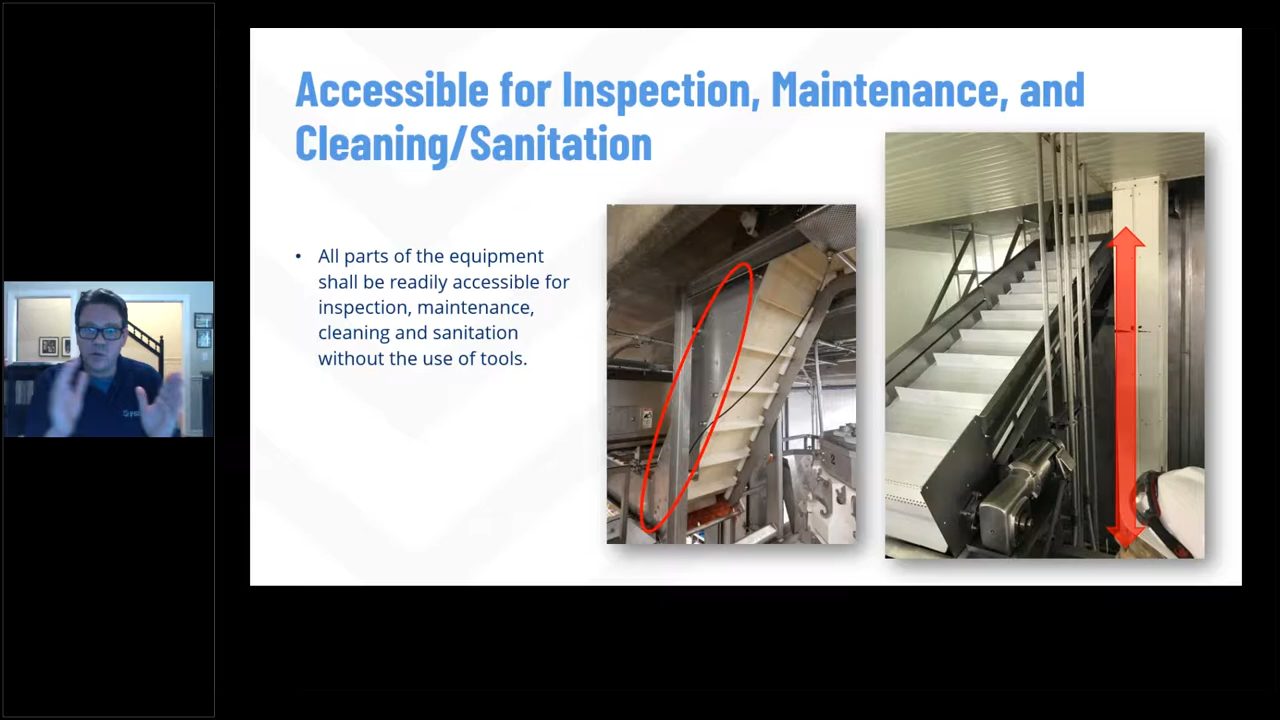 Accessible for Inspection, Maintenance, and
Cleaning/Sanitation
• All parts of the equipment
shall be readily accessible for
inspection, maintenance,
cleaning and sanitation
without the use of tools.